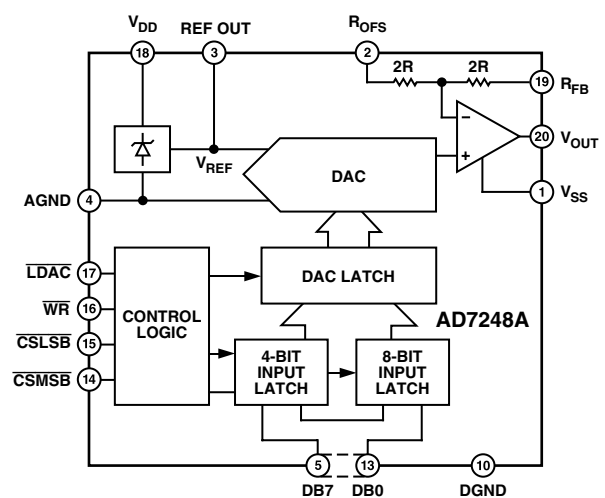 V_DD
REF OUT
R_OFS
18
3
2
2R
2R
19
R_FB
–
+
20
V_OUT
V_REF
DAC
1
V_SS
AGND
4
LDAC
17
DAC LATCH
WR
16
CONTROL
LOGIC
AD7248A
CSLSB
15
4-BIT
INPUT
LATCH
8-BIT
INPUT
LATCH
CSMSB
14
5
13
10
DB7
DB0
DGND